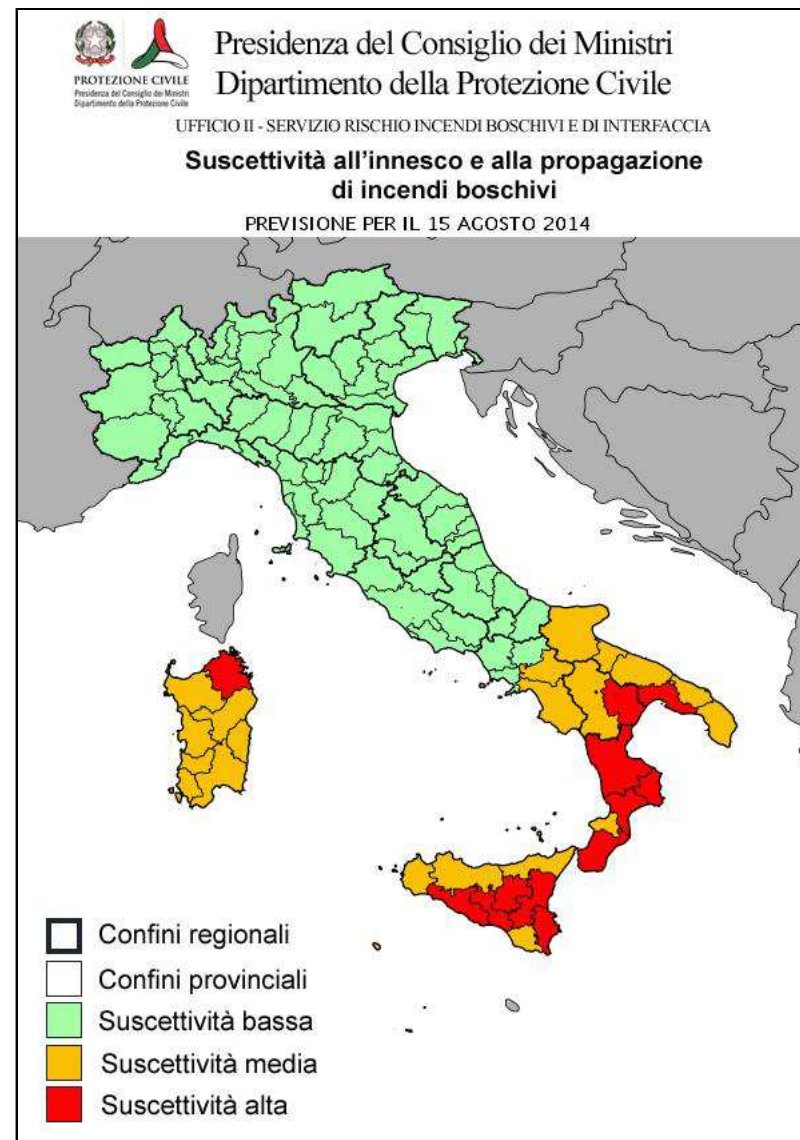 PROTEZIONE CIVILE
Presidenza del Consiglio dei Ministri
Dipartimento della Protezione Civile
Presidenza del Consiglio dei Ministri
Dipartimento della Protezione Civile
UFFICIO II - SERVIZIO RISCHIO INCENDI BOSCHIVI E DI INTERFACCIA
Suscettività all'innesco e alla propagazione
di incendi boschivi
PREVISIONE PER IL 15 AGOSTO 2014
Confini regionali
Confini provinciali
Suscettività bassa
Suscettività media
Suscettività alta